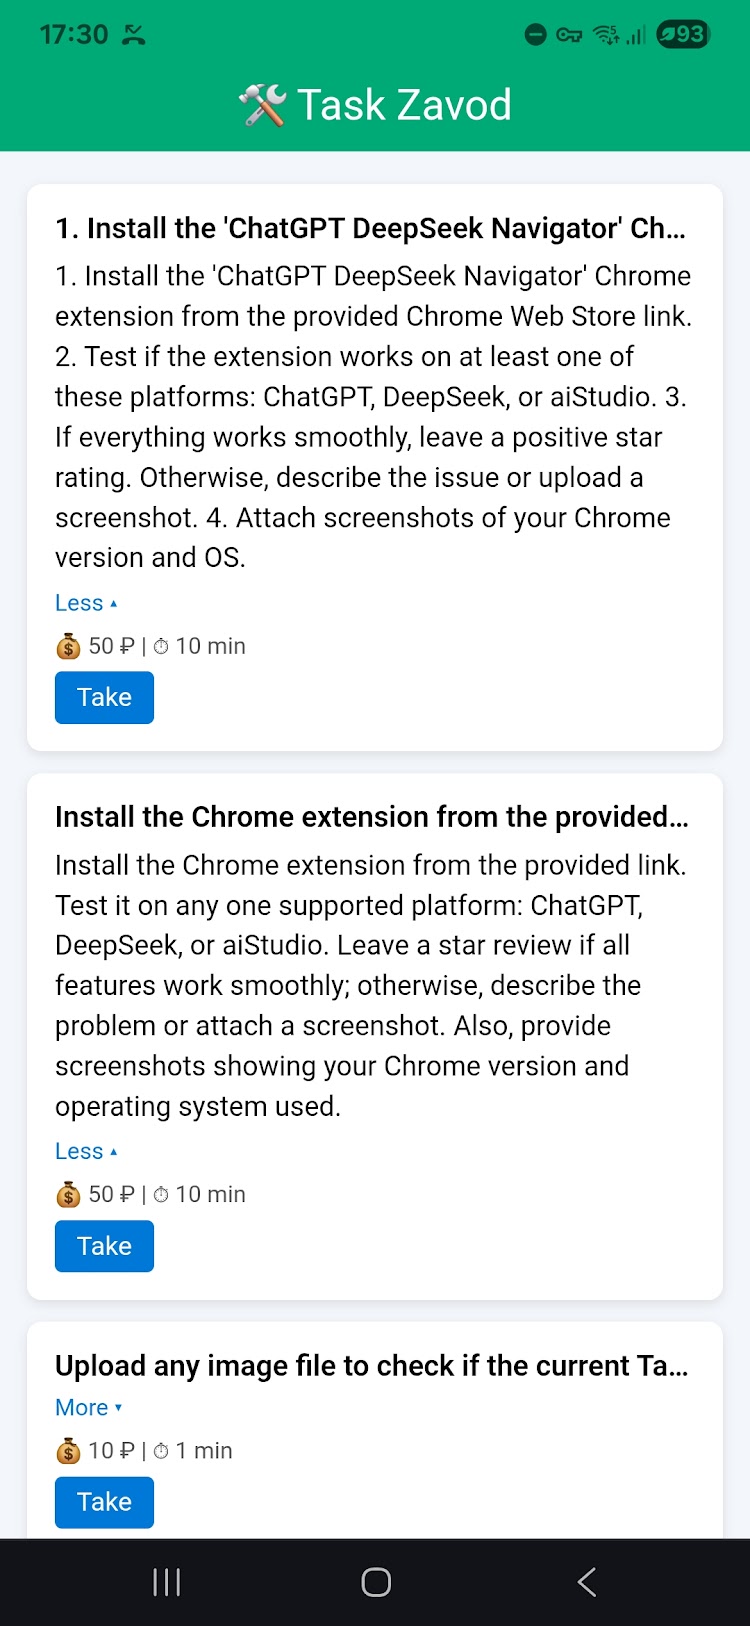 17:30
93
Task Zavod
1. Install the 'ChatGPT DeepSeek Navigator' Ch...
1. Install the 'ChatGPT DeepSeek Navigator' Chrome
extension from the provided Chrome Web Store link.
2. Test if the extension works on at least one of
these platforms: ChatGPT, DeepSeek, or aiStudio. 3.
If everything works smoothly, leave a positive star
rating. Otherwise, describe the issue or upload a
screenshot. 4. Attach screenshots of your Chrome
version and OS.
Less ▴
💰 50 ₽ | ⏱ 10 min
Take
Install the Chrome extension from the provided...
Install the Chrome extension from the provided link.
Test it on any one supported platform: ChatGPT,
DeepSeek, or aiStudio. Leave a star review if all
features work smoothly; otherwise, describe the
problem or attach a screenshot. Also, provide
screenshots showing your Chrome version and
operating system used.
Less ▴
💰 50 ₽ | ⏱ 10 min
Take
Upload any image file to check if the current Ta...
More ▾
💰 10 ₽ | ⏱ 1 min
Take